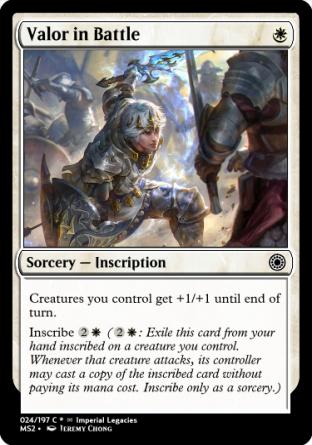 Valor in Battle
Sorcery — Inscription
Creatures you control get +1/+1 until end of
turn.
Inscribe 2 (2: Exile this card from your
hand inscribed on a creature you control.
Whenever that creature attacks, its controller
may cast a copy of the inscribed card without
paying its mana cost. Inscribe only as a sorcery.)
024/197 C * Imperial Legacies
MS2 • Jeremy Chong